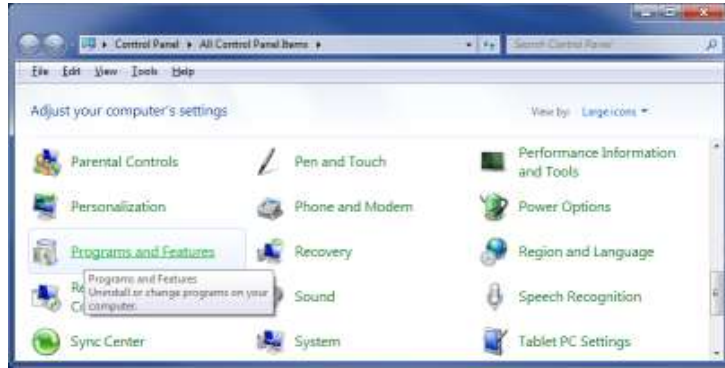 Control Panel ▸ All Control Panel Items ▸
Search Control Panel
File Edit View Tools Help
Adjust your computer's settings
View by: Large icons
Parental Controls
Pen and Touch
Performance Information
and Tools
Personalization
Phone and Modem
Power Options
Programs and Features
Recovery
Region and Language
Programs and Features
Uninstall or change programs on your
computer.
Re
Sound
Speech Recognition
Sync Center
System
Tablet PC Settings